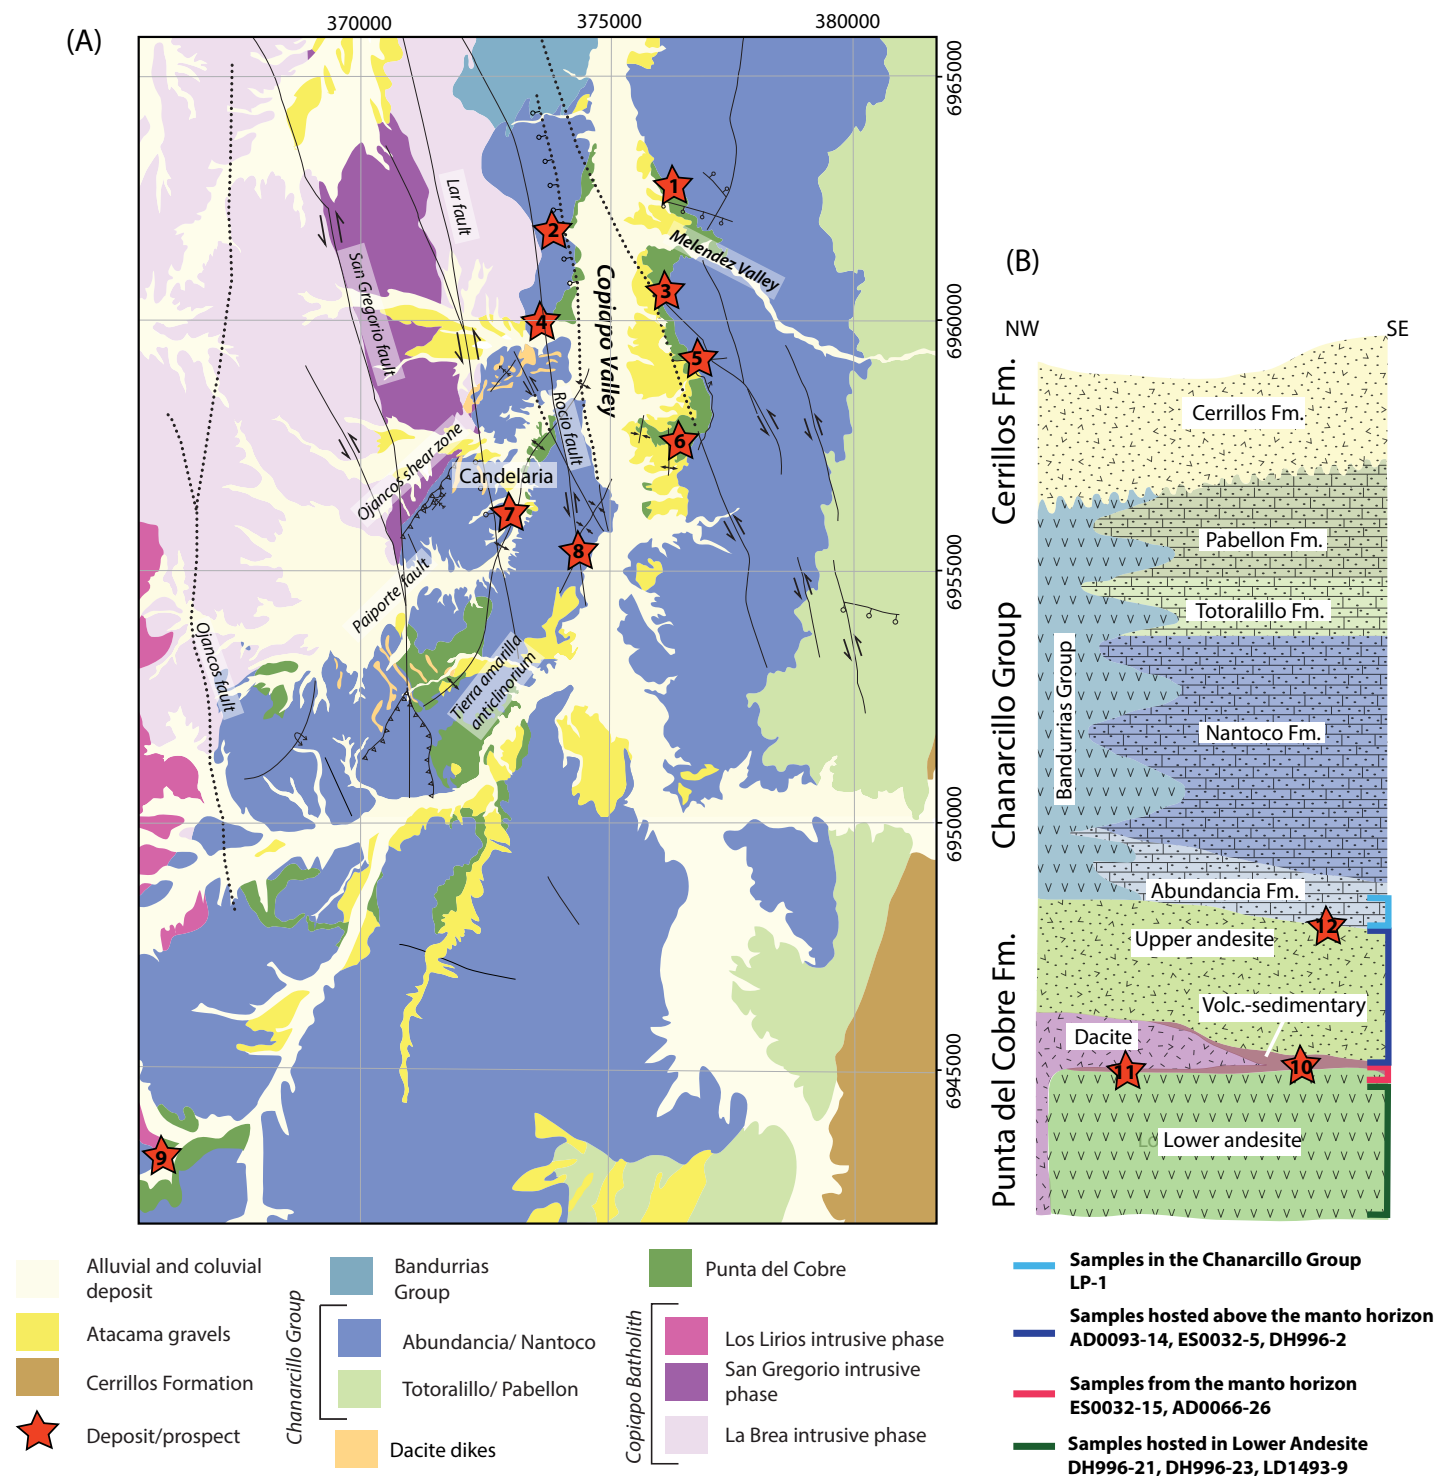 (A)
370000
375000
380000
6965000
6960000
6955000
6950000
6945000
Lar fault
San Gregorio fault
Melendez Valley
Copiapo Valley
Rocio fault
Ojancos shear zone
Candelaria
Paiporte fault
Ojancos fault
Tierra amarilla
anticlinorium
1
2
3
4
5
6
7
8
9
(B)
NW
SE
Cerrillos Fm.
Chanarcillo Group
Punta del Cobre Fm.
Cerrillos Fm.
Pabellon Fm.
Totoralillo Fm.
Bandurrias Group
Nantoco Fm.
Abundancia Fm.
12
Upper andesite
Volc.-sedimentary
Dacite
11
10
Lo
Lower andesite
Alluvial and coluvial
deposit
Atacama gravels
Cerrillos Formation
Deposit/prospect
Chanarcillo Group
Bandurrias
Group
Abundancia/ Nantoco
Totoralillo/ Pabellon
Dacite dikes
Copiapo Batholith
Punta del Cobre
Los Lirios intrusive phase
San Gregorio intrusive
phase
La Brea intrusive phase
Samples in the Chanarcillo Group
LP-1
Samples hosted above the manto horizon
AD0093-14, ES0032-5, DH996-2
Samples from the manto horizon
ES0032-15, AD0066-26
Samples hosted in Lower Andesite
DH996-21, DH996-23, LD1493-9